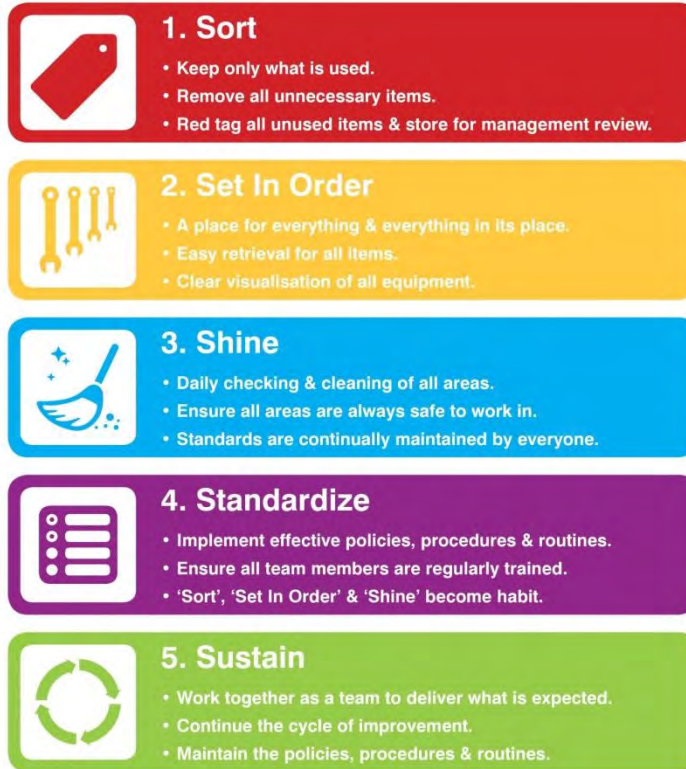 1. Sort
• Keep only what is used.
• Remove all unnecessary items.
• Red tag all unused items & store for management review.
2. Set In Order
• A place for everything & everything in its place.
• Easy retrieval for all items.
• Clear visualisation of all equipment.
3. Shine
• Daily checking & cleaning of all areas.
• Ensure all areas are always safe to work in.
• Standards are continually maintained by everyone.
4. Standardize
• Implement effective policies, procedures & routines.
• Ensure all team members are regularly trained.
• ‘Sort’, ‘Set In Order’ & ‘Shine’ become habit.
5. Sustain
• Work together as a team to deliver what is expected.
• Continue the cycle of improvement.
• Maintain the policies, procedures & routines.